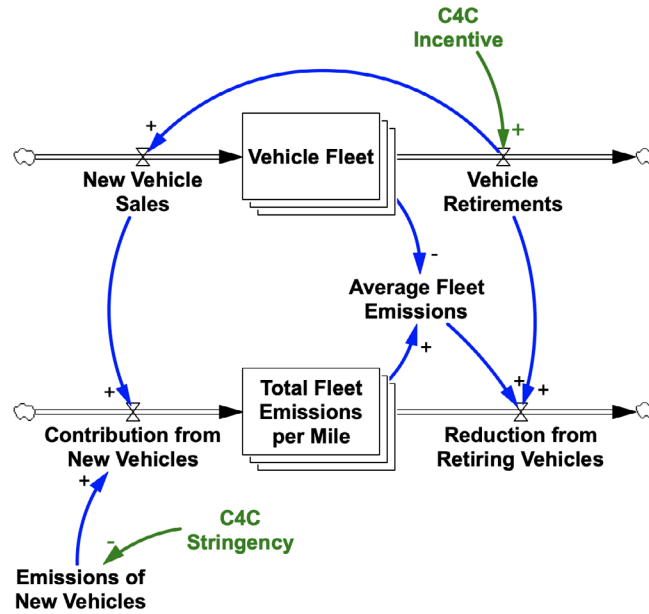 C4C
Incentive
+
+
Vehicle Fleet
New Vehicle
Sales
Vehicle
Retirements
-
Average Fleet
Emissions
+
Total Fleet
Emissions
per Mile
+
+
+
Contribution from
New Vehicles
Reduction from
Retiring Vehicles
+
C4C
Stringency
-
Emissions of
New Vehicles